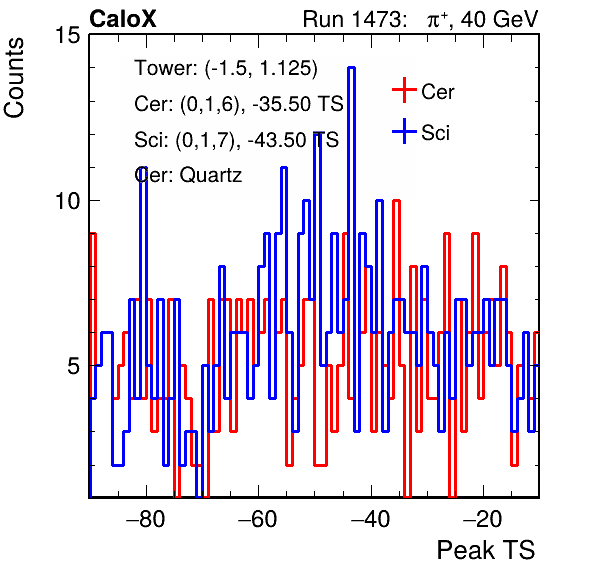 CaloX Run 1473: π⁺, 40 GeV
Counts
15
10
5
Tower: (-1.5, 1.125)
Cer: (0,1,6), -35.50 TS
Sci: (0,1,7), -43.50 TS
Cer: Quartz
Cer
Sci
−80 −60 −40 −20
Peak TS